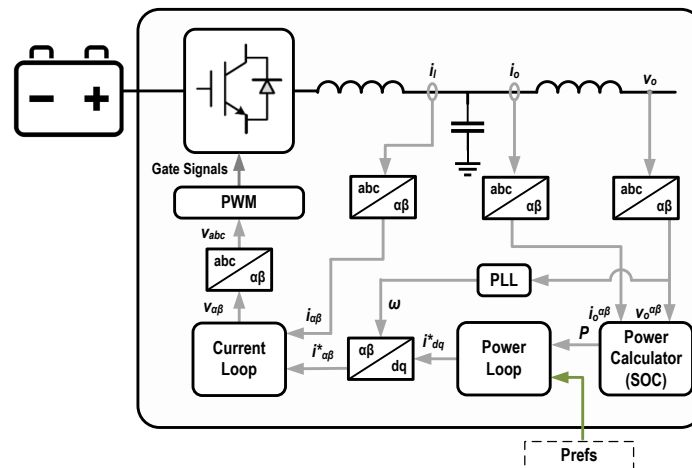 i_l
i_o
v_o
Gate Signals
abc
αβ
abc
αβ
abc
αβ
PWM
v_abc
abc
αβ
v_αβ
PLL
ω
i_αβ
i_o^αβ
v_o^αβ
P
Current
Loop
i*_αβ
αβ
dq
i*_dq
Power
Loop
Power
Calculator
(SOC)
Prefs